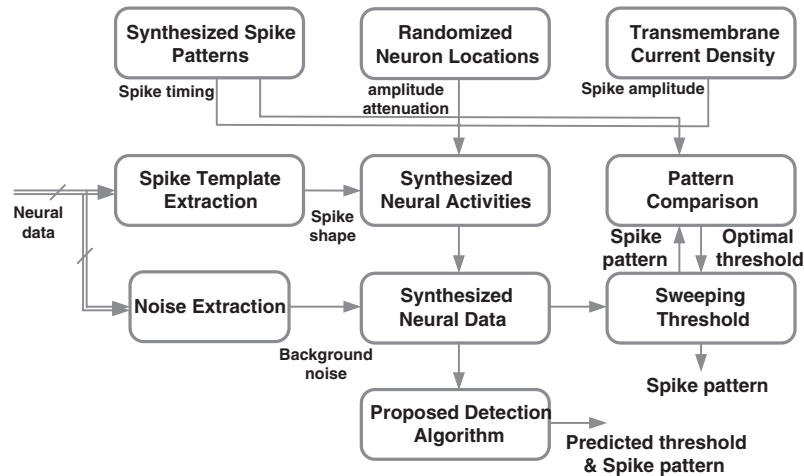 Synthesized Spike
Patterns
Randomized
Neuron Locations
Transmembrane
Current Density
Spike timing
amplitude
attenuation
Spike amplitude
Spike Template
Extraction
Synthesized
Neural Activities
Pattern
Comparison
Neural
data
Spike
shape
Spike
pattern
Optimal
threshold
Noise Extraction
Synthesized
Neural Data
Sweeping
Threshold
Background
noise
Spike pattern
Proposed Detection
Algorithm
Predicted threshold
& Spike pattern